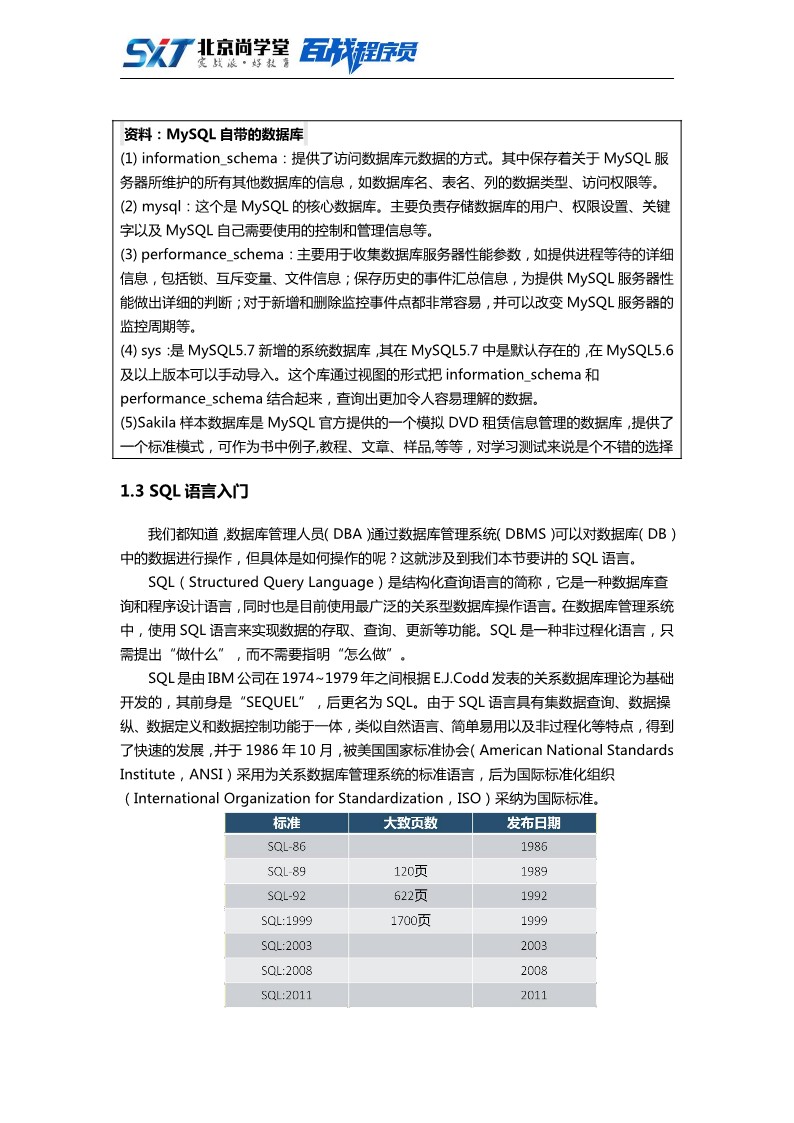 SXT 北京尚学堂 百战程序员
实战派·好教育
资料：MySQL 自带的数据库
(1) information_schema：提供了访问数据库元数据的方式。其中保存着关于 MySQL 服
务器所维护的所有其他数据库的信息，如数据库名、表名、列的数据类型、访问权限等。
(2) mysql：这个是 MySQL 的核心数据库。主要负责存储数据库的用户、权限设置、关键
字以及 MySQL 自己需要使用的控制和管理信息等。
(3) performance_schema：主要用于收集数据库服务器性能参数，如提供进程等待的详细
信息，包括锁、互斥变量、文件信息；保存历史的事件汇总信息，为提供 MySQL 服务器性
能做出详细的判断；对于新增和删除监控事件点都非常容易，并可以改变 MySQL 服务器的
监控周期等。
(4) sys：是 MySQL5.7 新增的系统数据库，其在 MySQL5.7 中是默认存在的，在 MySQL5.6
及以上版本可以手动导入。这个库通过视图的形式把 information_schema 和
performance_schema 结合起来，查询出更加令人容易理解的数据。
(5)Sakila 样本数据库是 MySQL 官方提供的一个模拟 DVD 租赁信息管理的数据库，提供了
一个标准模式，可作为书中例子,教程、文章、样品,等等，对学习测试来说是个不错的选择
1.3 SQL 语言入门
我们都知道，数据库管理人员（DBA）通过数据库管理系统（DBMS）可以对数据库（DB）
中的数据进行操作，但具体是如何操作的呢？这就涉及到我们本节要讲的 SQL 语言。
SQL（Structured Query Language）是结构化查询语言的简称，它是一种数据库查
询和程序设计语言，同时也是目前使用最广泛的关系型数据库操作语言。在数据库管理系统
中，使用 SQL 语言来实现数据的存取、查询、更新等功能。SQL 是一种非过程化语言，只
需提出“做什么”，而不需要指明“怎么做”。
SQL 是由 IBM 公司在 1974~1979 年之间根据 E.J.Codd 发表的关系数据库理论为基础
开发的，其前身是“SEQUEL”，后更名为 SQL。由于 SQL 语言具有集数据查询、数据操
纵、数据定义和数据控制功能于一体，类似自然语言、简单易用以及非过程化等特点，得到
了快速的发展，并于 1986 年 10 月，被美国国家标准协会（American National Standards
Institute，ANSI）采用为关系数据库管理系统的标准语言，后为国际标准化组织
（International Organization for Standardization，ISO）采纳为国际标准。
标准 大致页数 发布日期
SQL-86 1986
SQL-89 120页 1989
SQL-92 622页 1992
SQL:1999 1700页 1999
SQL:2003 2003
SQL:2008 2008
SQL:2011 2011